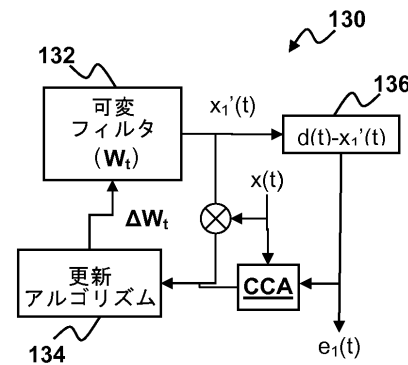 130
132
136
可変
フィルタ
(Wt)
x1'(t)
d(t)-x1'(t)
x(t)
ΔWt
更新
アルゴリズム
CCA
134
e1(t)